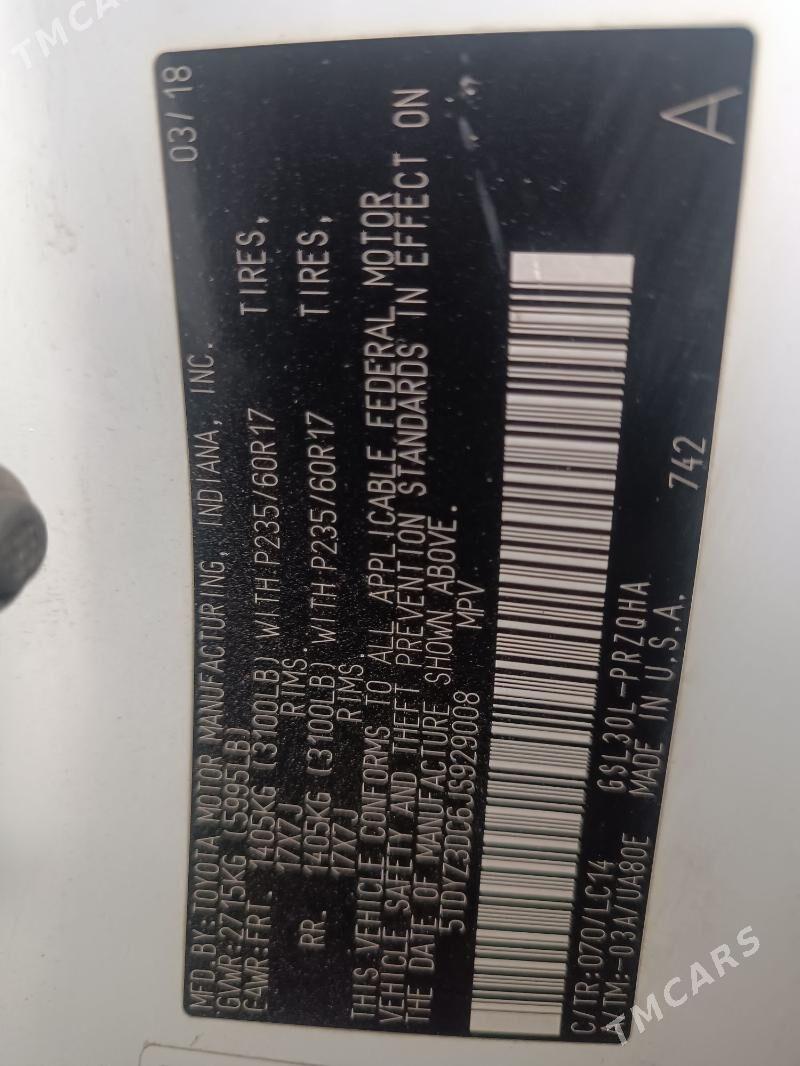 TMCARS
MFD.BY:TOYOTA MOTOR MANUFACTURING, INDIANA, INC. 03/18
GVWR:2715KG(5995LB)
GAWR:FRT. 1405KG (3100LB) WITH P235/60R17 TIRES,
17X7J RIMS.
RR. 1405KG (3100LB) WITH P235/60R17 TIRES,
17X7J RIMS.
THIS VEHICLE CONFORMS TO ALL APPLICABLE FEDERAL MOTOR
VEHICLE SAFETY AND THEFT PREVENTION STANDARDS IN EFFECT ON
THE DATE OF MANUFACTURE SHOWN ABOVE.
5TDYZ3DC6JS929008 MPV
C/TR:070/LC14 GSL30L-PRZQHA
A/TM:-03A/UA80E MADE IN U.S.A. 742 A
TMCARS